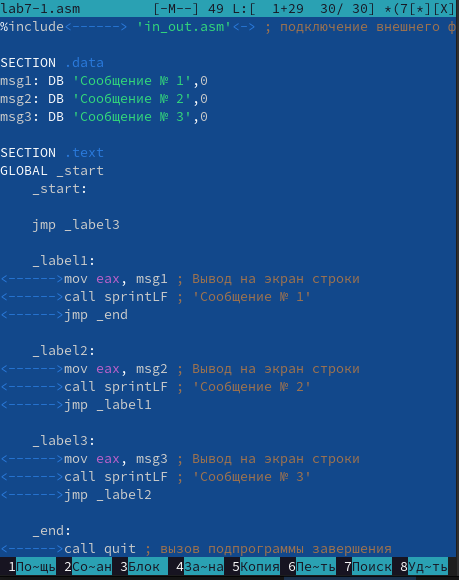 lab7-1.asm [-M--] 49 L:[ 1+29 30/ 30] *(7[*][X]
%include<------> 'in_out.asm'<-> ; подключение внешнего ф
SECTION .data
msg1: DB 'Сообщение № 1',0
msg2: DB 'Сообщение № 2',0
msg3: DB 'Сообщение № 3',0
SECTION .text
GLOBAL _start
_start:
jmp _label3
_label1:
<------>mov eax, msg1 ; Вывод на экран строки
<------>call sprintLF ; 'Сообщение № 1'
<------>jmp _end
_label2:
<------>mov eax, msg2 ; Вывод на экран строки
<------>call sprintLF ; 'Сообщение № 2'
<------>jmp _label1
_label3:
<------>mov eax, msg3 ; Вывод на экран строки
<------>call sprintLF ; 'Сообщение № 3'
<------>jmp _label2
_end:
<------>call quit ; вызов подпрограммы завершения
1По~щь 2Со~ан 3Блок 4За~на 5Копия 6Пе~ть 7Поиск 8Уд~ть